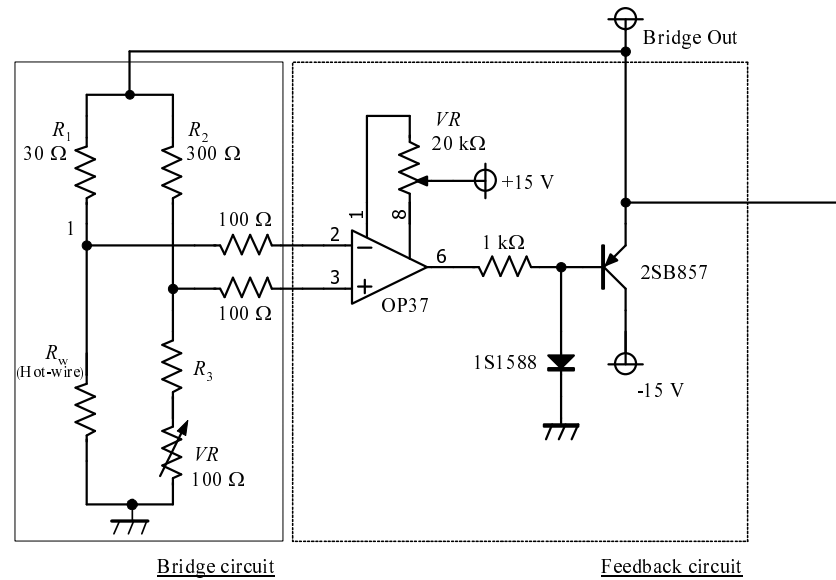 Bridge Out
R1
30 Ω
R2
300 Ω
VR
20 kΩ
+15 V
1
8
1
100 Ω
2
−
6
1 kΩ
3
+
OP37
2SB857
100 Ω
Rw
(Hot-wire)
R3
1S1588
-15 V
VR
100 Ω
Bridge circuit
Feedback circuit